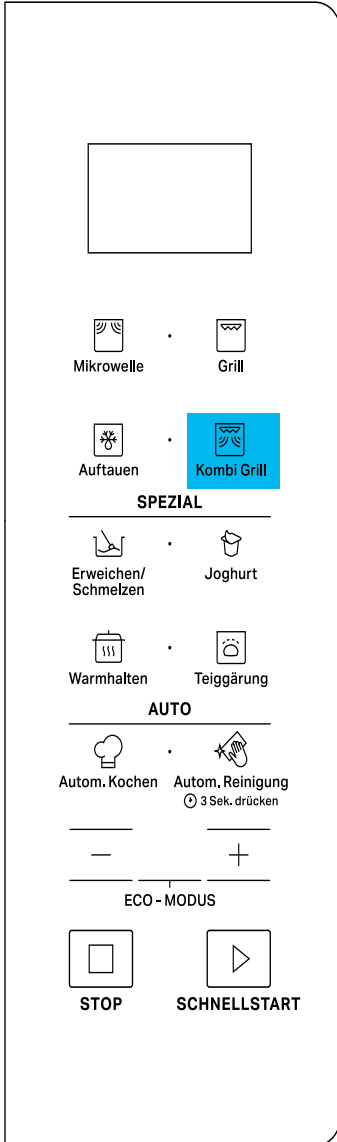 Mikrowelle
Grill
Auftauen
Kombi Grill
SPEZIAL
Erweichen/
Schmelzen
Joghurt
Warmhalten
Teiggärung
AUTO
Autom. Kochen
Autom. Reinigung
3 Sek. drücken
ECO - MODUS
STOP
SCHNELLSTART